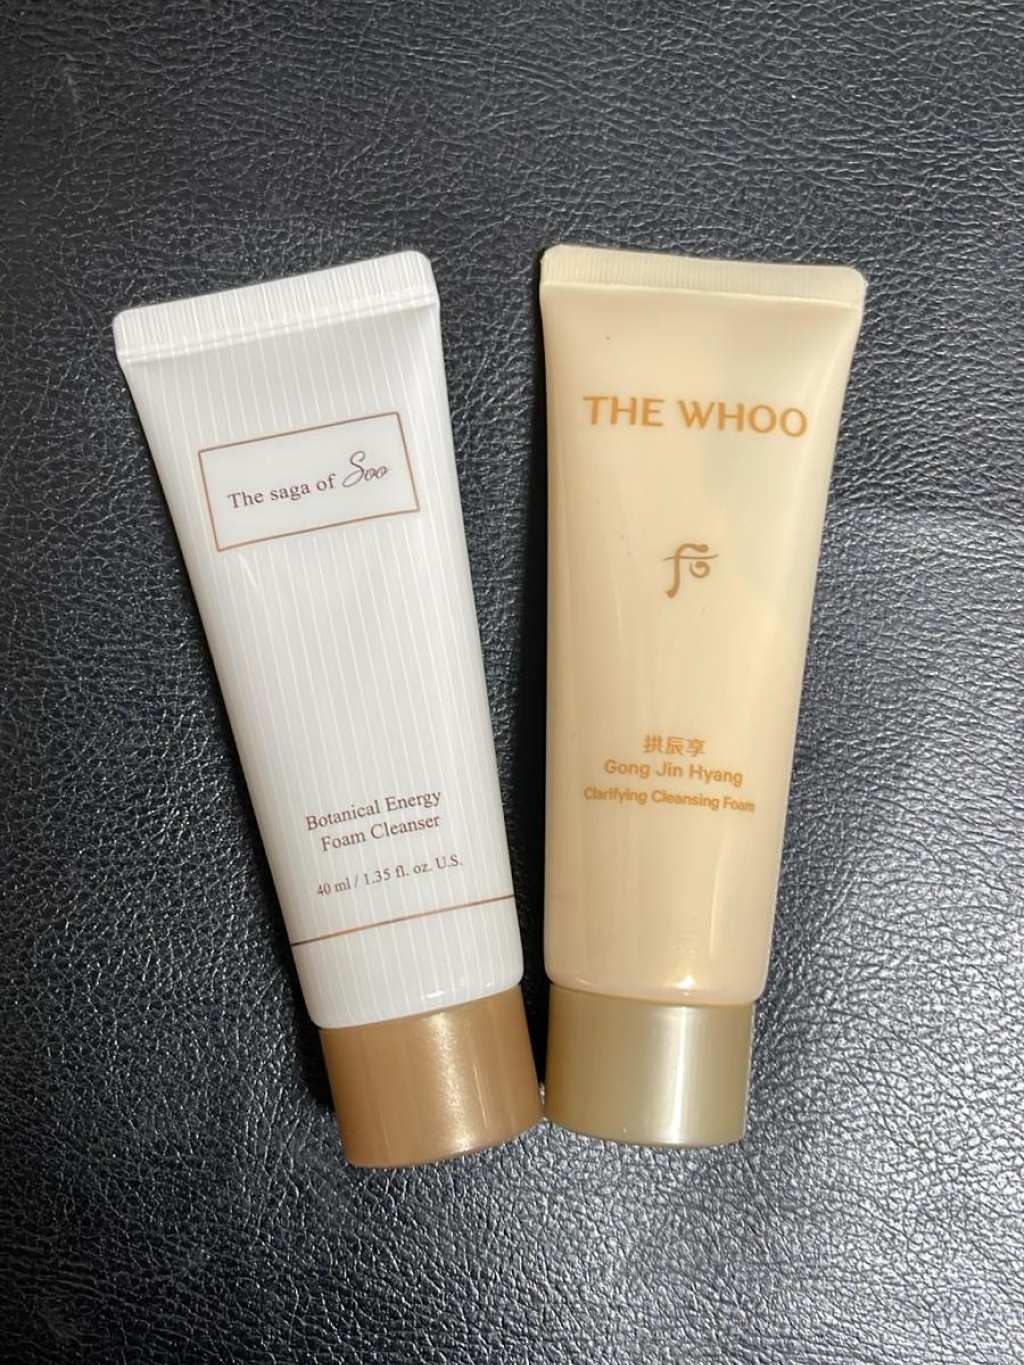 The saga of Soo
Botanical Energy
Foam Cleanser
40 ml / 1.35 fl. oz. U.S.
THE WHOO
拱辰享
Gong Jin Hyang
Clarifying Cleansing Foam